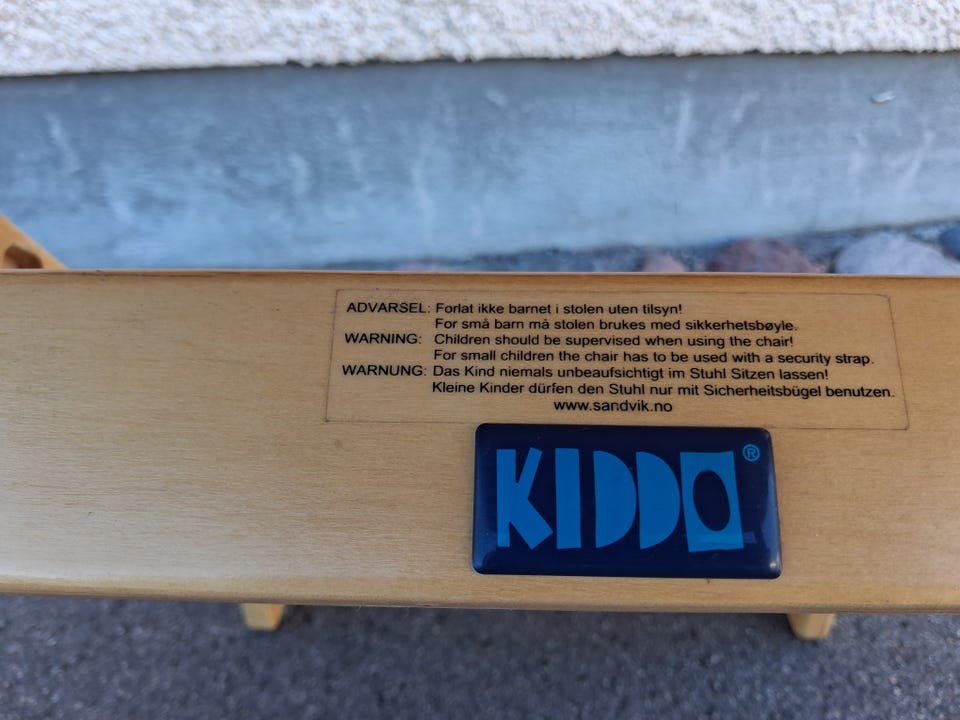 ADVARSEL: Forlat ikke barnet i stolen uten tilsyn!
For små barn må stolen brukes med sikkerhetsbøyle.
WARNING: Children should be supervised when using the chair!
For small children the chair has to be used with a security strap.
WARNUNG: Das Kind niemals unbeaufsichtigt im Stuhl Sitzen lassen!
Kleine Kinder dürfen den Stuhl nur mit Sicherheitsbügel benutzen.
www.sandvik.no
KIDDO®